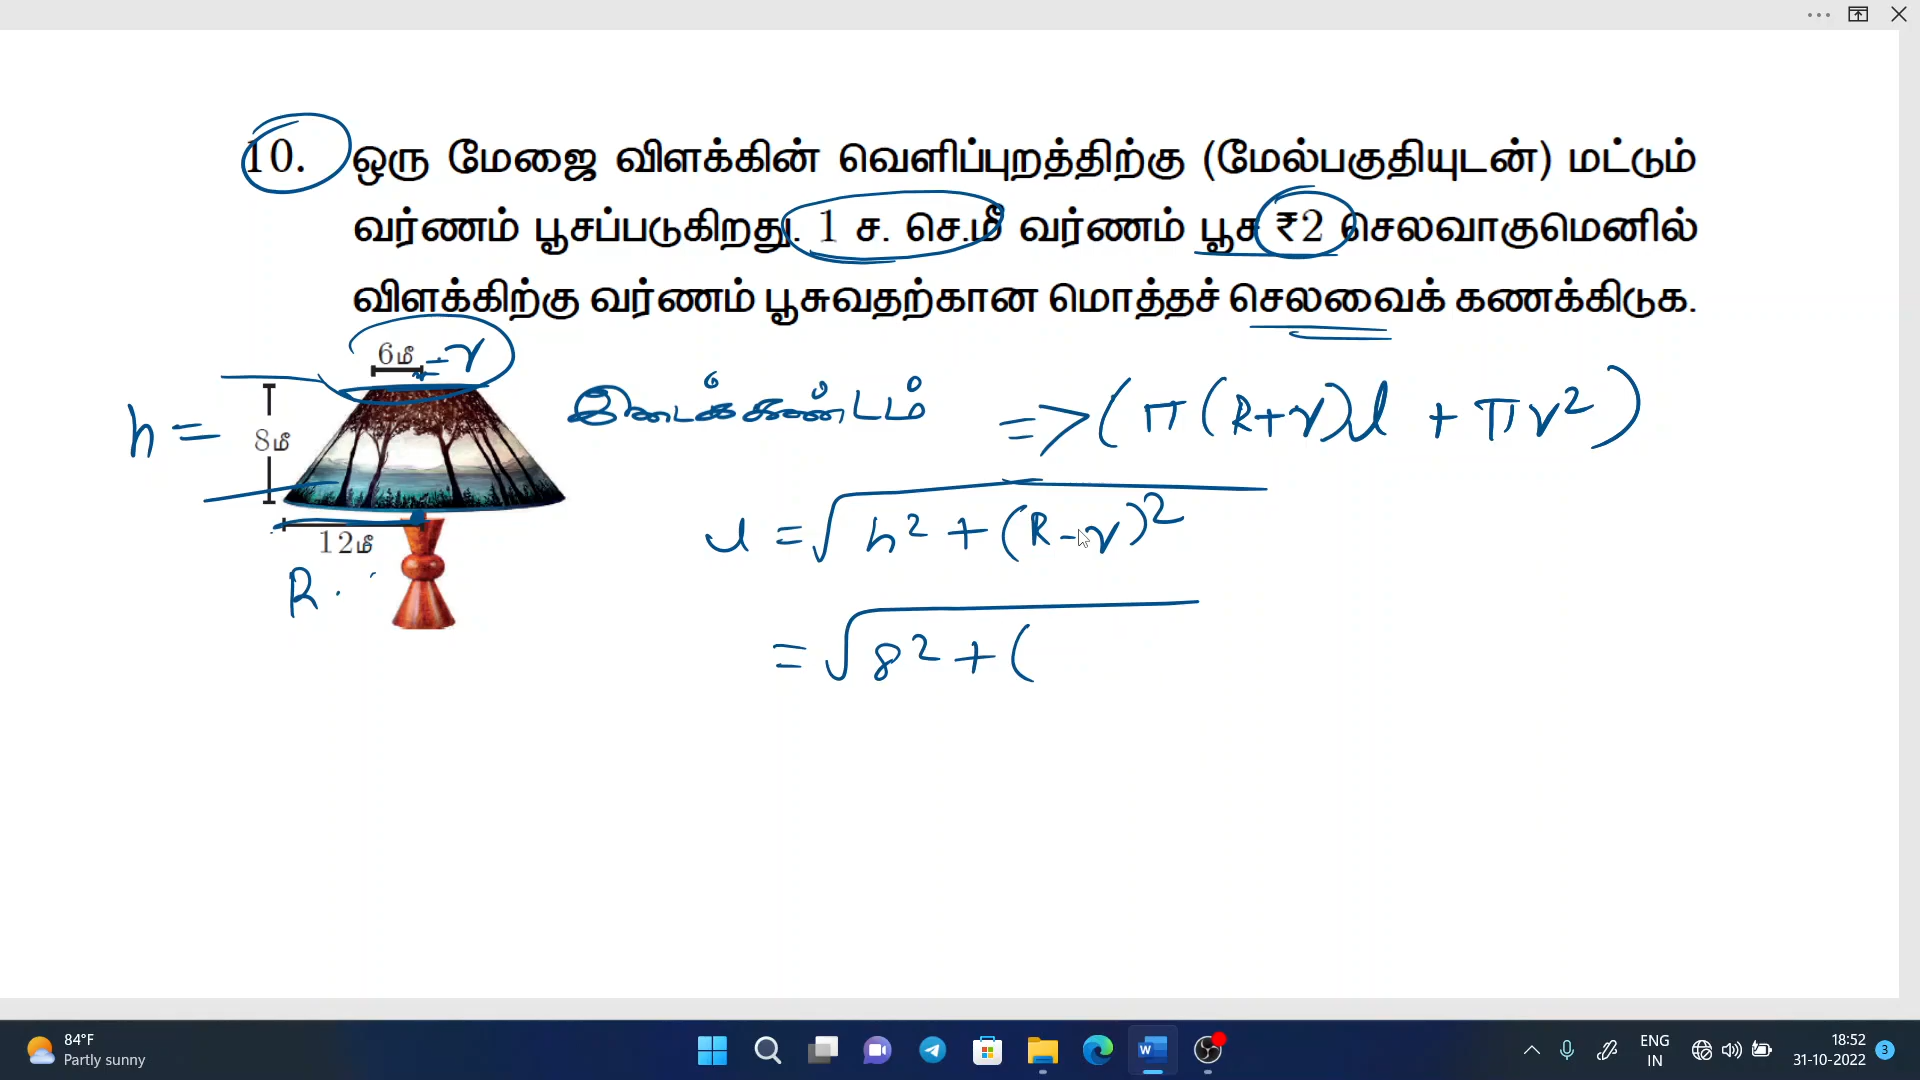 10. ஒரு மேஜை விளக்கின் வெளிப்புறத்திற்கு (மேல்பகுதியுடன்) மட்டும்
வர்ணம் பூசப்படுகிறது. 1 ச. செ.மீ வர்ணம் பூச ₹2 செலவாகுமெனில்
விளக்கிற்கு வர்ணம் பூசுவதற்கான மொத்தச் செலவைக் கணக்கிடுக.
6மீ = r
h = 8மீ
இடைக்கண்டம் => (π(R+r)l + πr²)
12மீ
l = √h² + (R-r)²
R
= √8² + (
84°F
Partly sunny
ENG
IN
18:52
31-10-2022
3